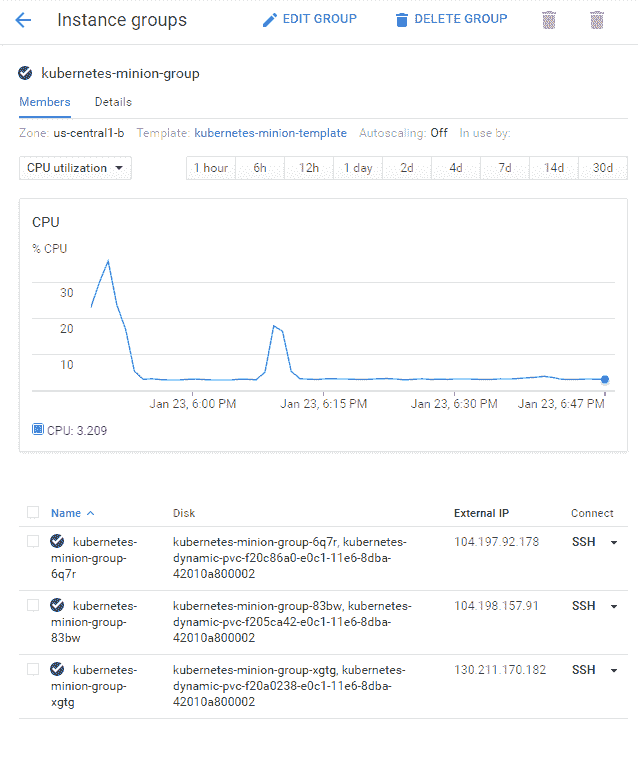 Instance groups EDIT GROUP DELETE GROUP
kubernetes-minion-group
Members Details
Zone: us-central1-b Template: kubernetes-minion-template Autoscaling: Off In use by:
CPU utilization 1 hour 6h 12h 1 day 2d 4d 7d 14d 30d
CPU
% CPU
30
20
10
Jan 23, 6:00 PM Jan 23, 6:15 PM Jan 23, 6:30 PM Jan 23, 6:47 PM
CPU: 3.209
Name Disk External IP Connect
kubernetes-minion-group-6q7r, kubernetes-dynamic-pvc-f20c86a0-e0c1-11e6-8dba-42010a800002 104.197.92.178 SSH
kubernetes-
minion-group-
6q7r
kubernetes-minion-group-83bw, kubernetes-dynamic-pvc-f205ca42-e0c1-11e6-8dba-42010a800002 104.198.157.91 SSH
kubernetes-
minion-group-
83bw
kubernetes-minion-group-xgtg, kubernetes-dynamic-pvc-f20a0238-e0c1-11e6-8dba-42010a800002 130.211.170.182 SSH
kubernetes-
minion-group-
xgtg